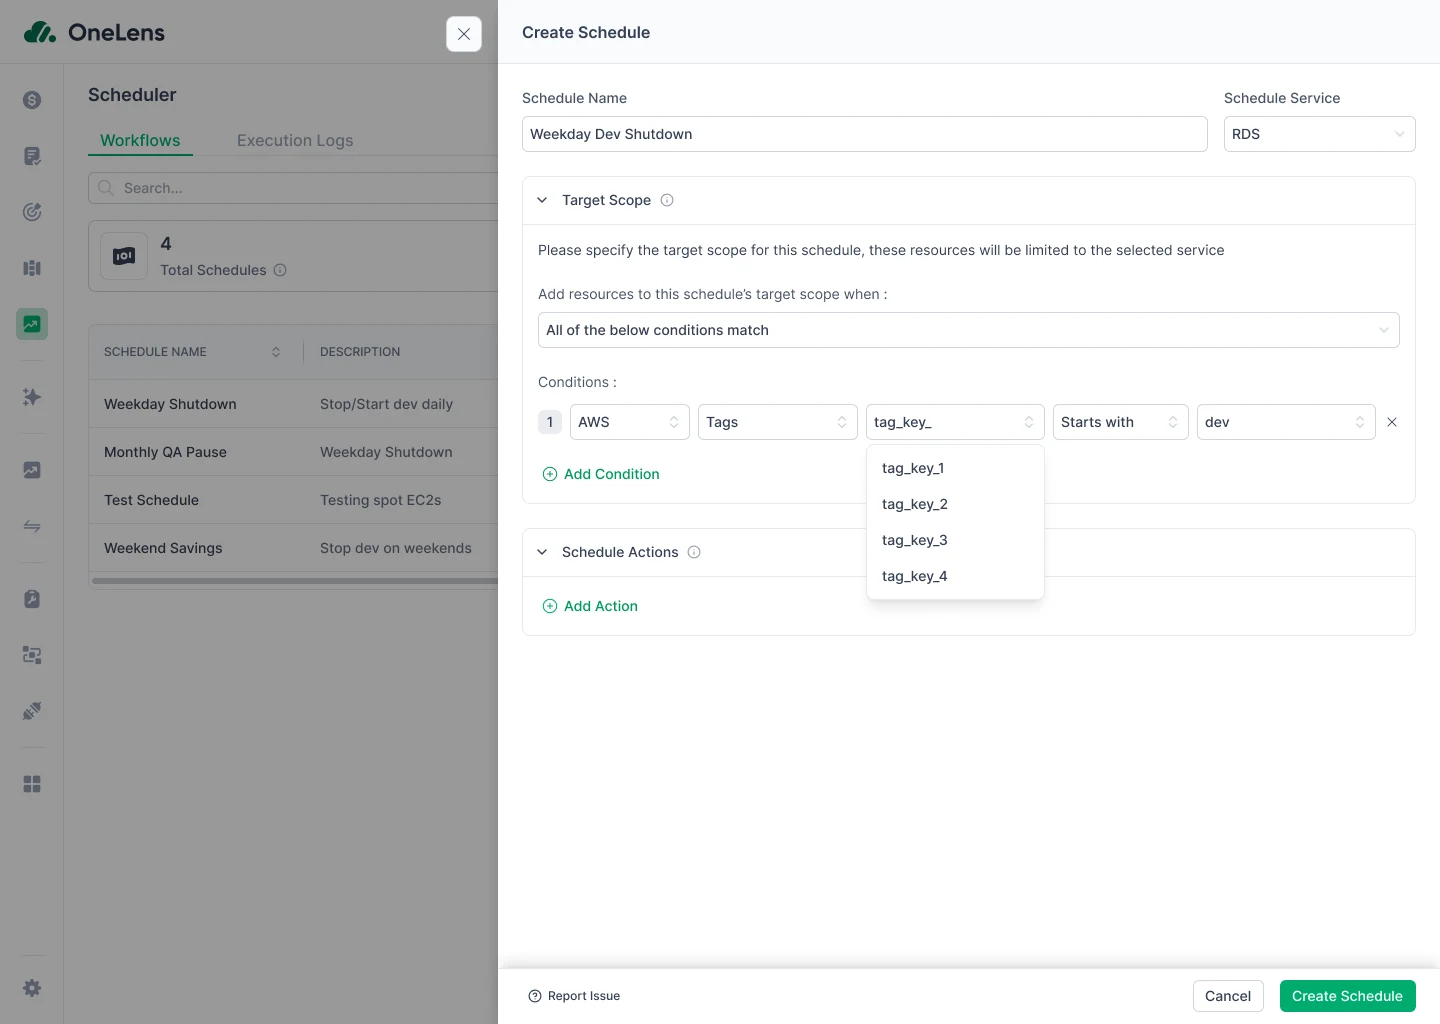 OneLens
Scheduler
Workflows
Execution Logs
Search...
4
Total Schedules
SCHEDULE NAME
DESCRIPTION
Weekday Shutdown
Stop/Start dev daily
Monthly QA Pause
Weekday Shutdown
Test Schedule
Testing spot EC2s
Weekend Savings
Stop dev on weekends
Create Schedule
Schedule Name
Schedule Service
Weekday Dev Shutdown
RDS
Target Scope
Please specify the target scope for this schedule, these resources will be limited to the selected service
Add resources to this schedule's target scope when :
All of the below conditions match
Conditions :
1
AWS
Tags
tag_key_
Starts with
dev
tag_key_1
tag_key_2
tag_key_3
tag_key_4
Add Condition
Schedule Actions
Add Action
Report Issue
Cancel
Create Schedule